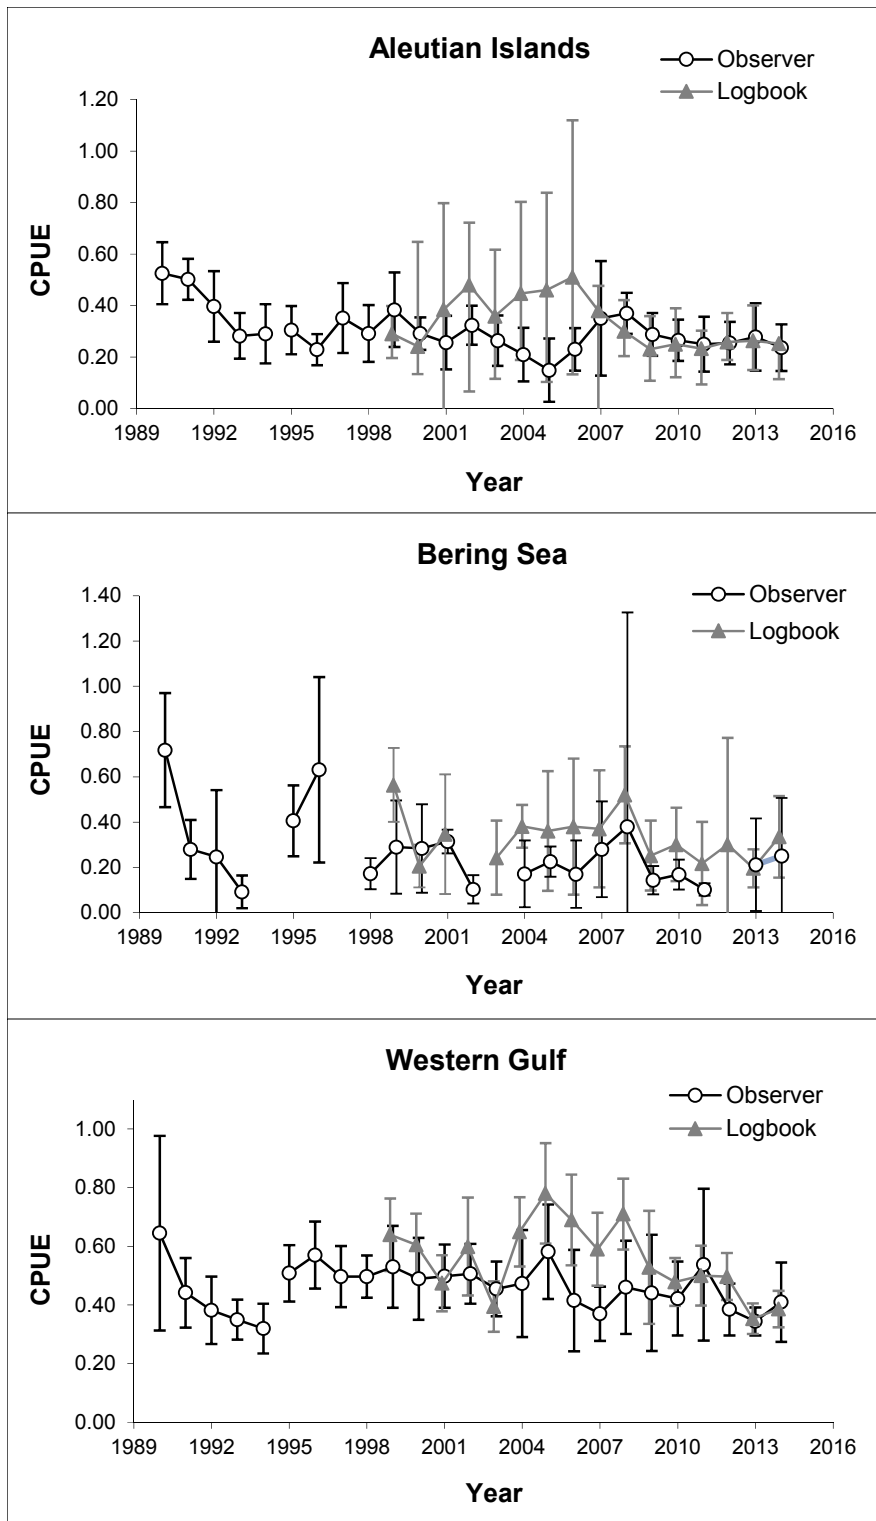 Aleutian Islands
Observer
Logbook
1.20
1.00
0.80
0.60
0.40
0.20
0.00
CPUE
1989 1992 1995 1998 2001 2004 2007 2010 2013 2016
Year
Bering Sea
Observer
Logbook
1.40
1.20
1.00
0.80
0.60
0.40
0.20
0.00
CPUE
1989 1992 1995 1998 2001 2004 2007 2010 2013 2016
Year
Western Gulf
Observer
Logbook
1.00
0.80
0.60
0.40
0.20
0.00
CPUE
1989 1992 1995 1998 2001 2004 2007 2010 2013 2016
Year